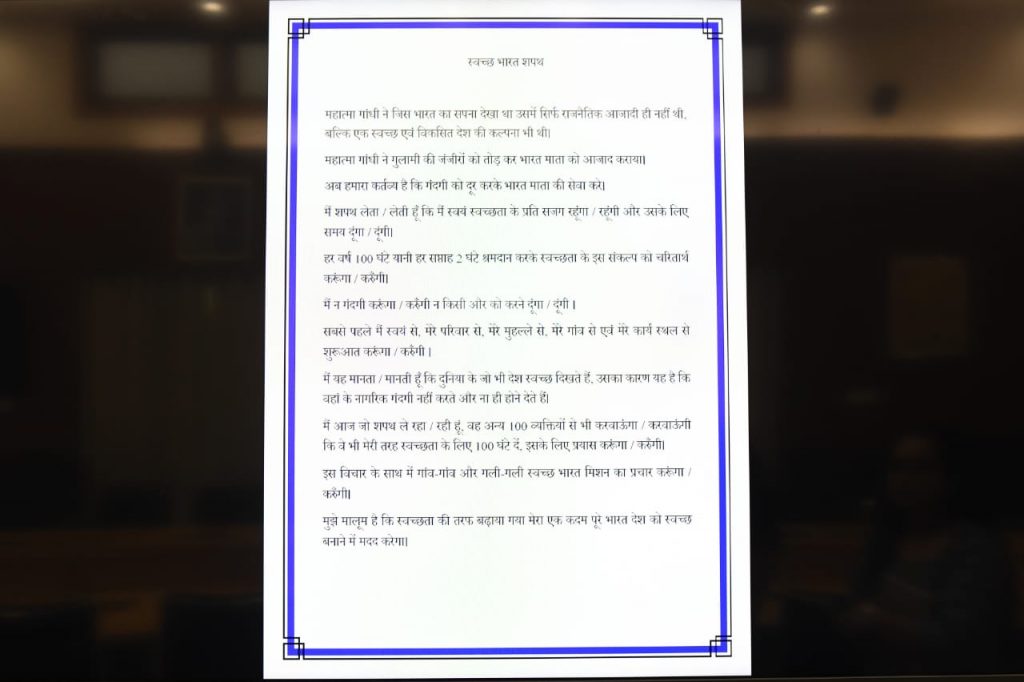 स्वच्छ भारत शपथ
महात्मा गांधी ने जिस भारत का सपना देखा था उसमें सिर्फ राजनैतिक आजादी ही नहीं थी,
बल्कि एक स्वच्छ एवं विकसित देश की कल्पना भी थी।
महात्मा गांधी ने गुलामी की जंजीरों को तोड़ कर भारत माता को आजाद कराया।
अब हमारा कर्तव्य है कि गंदगी को दूर करके भारत माता की सेवा करे।
मैं शपथ लेता / लेती हूँ कि मैं स्वयं स्वच्छता के प्रति सजग रहूंगा / रहूंगी और उसके लिए
समय दूंगा / दूंगी।
हर वर्ष 100 घंटे यानी हर सप्ताह 2 घंटे श्रमदान करके स्वच्छता के इस संकल्प को चरितार्थ
करूंगा / करुँगी।
मैं न गंदगी करूंगा / करुँगी न किसी और को करने दूंगा / दूंगी ।
सबसे पहले मैं स्वयं से, मेरे परिवार से, मेरे मुहल्ले से, मेरे गांव से एवं मेरे कार्य स्थल से
शुरूआत करूंगा / करुँगी ।
मैं यह मानता / मानती हूँ कि दुनिया के जो भी देश स्वच्छ दिखते हैं, उसका कारण यह है कि
वहां के नागरिक गंदगी नहीं करते और ना ही होने देते हैं।
मैं आज जो शपथ ले रहा / रही हूं, वह अन्य 100 व्यक्तियों से भी करवाऊंगा / करवाऊंगी
कि वे भी मेरी तरह स्वच्छता के लिए 100 घंटे दें, इसके लिए प्रयास करूंगा / करुँगी।
इस विचार के साथ में गांव-गांव और गली-गली स्वच्छ भारत मिशन का प्रचार करूंगा /
करुँगी।
मुझे मालूम है कि स्वच्छता की तरफ बढ़ाया गया मेरा एक कदम पूरे भारत देश को स्वच्छ
बनाने में मदद करेगा।